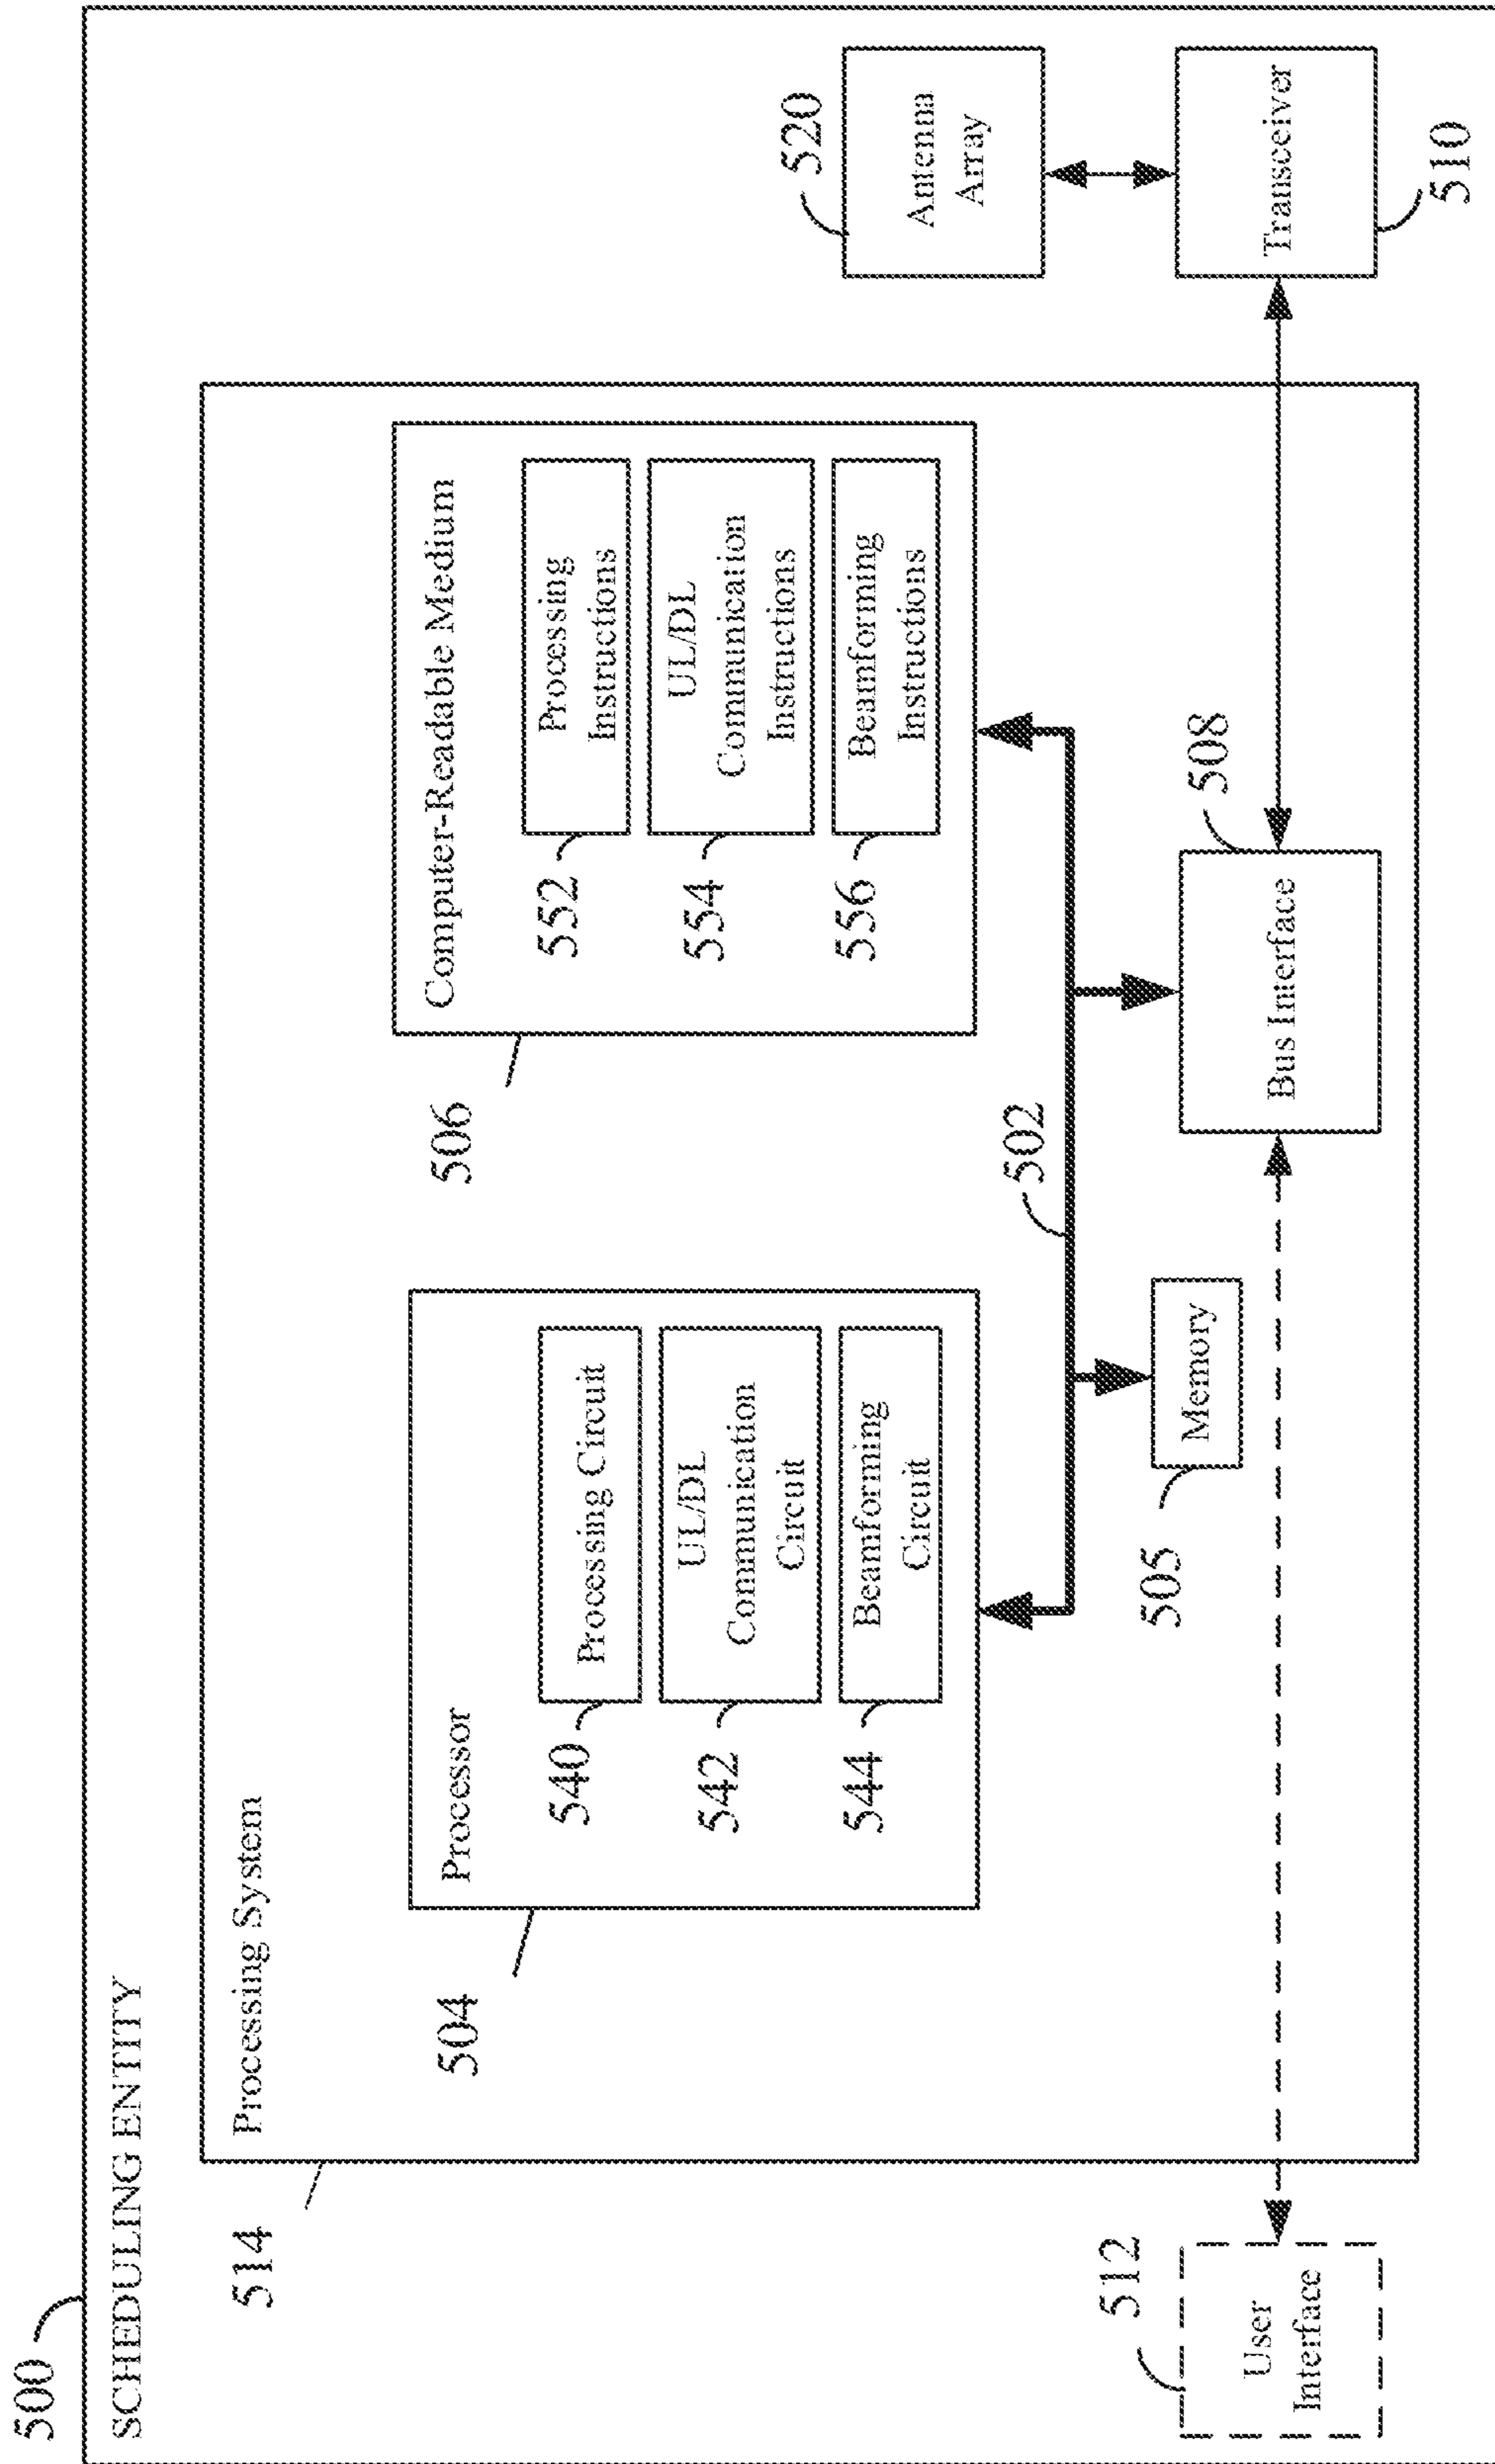 500
SCHEDULING ENTITY
514
Processing System
504
Processor
540
Processing Circuit
542
UL/DL
Communication
Circuit
544
Beamforming
Circuit
506
Computer-Readable Medium
552
Processing
Instructions
554
UL/DL
Communication
Instructions
556
Beamforming
Instructions
502
505
Memory
508
Bus Interface
512
User
Interface
520
Antenna
Array
Transceiver
510